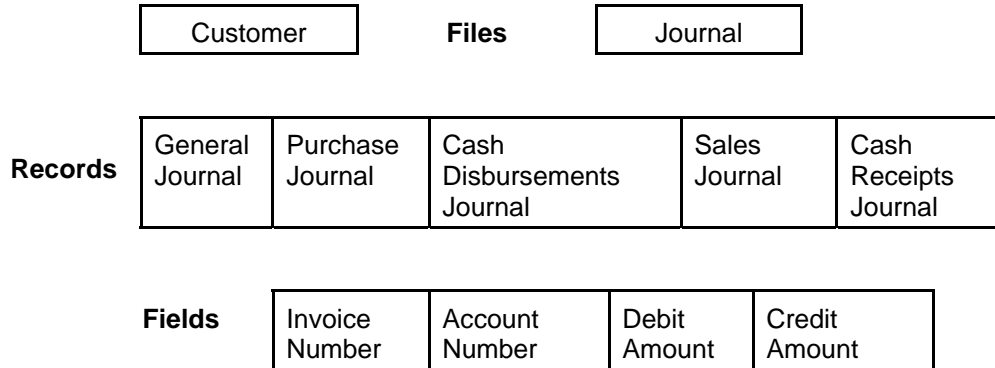 Customer Files Journal
Records
General Journal
Purchase Journal
Cash Disbursements Journal
Sales Journal
Cash Receipts Journal
Fields
Invoice Number
Account Number
Debit Amount
Credit Amount